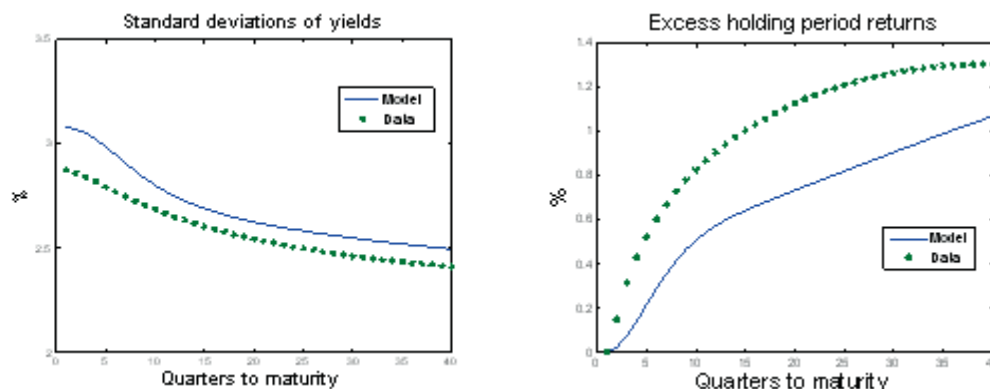 Standard deviations of yields
3.5
3
2.5
2
%
0 5 10 15 20 25 30 35 40
Quarters to maturity
Model
Data
Excess holding period returns
1.4
1.2
1
0.8
0.6
0.4
0.2
0
%
0 5 10 15 20 25 30 35 40
Quarters to maturity
Model
Data